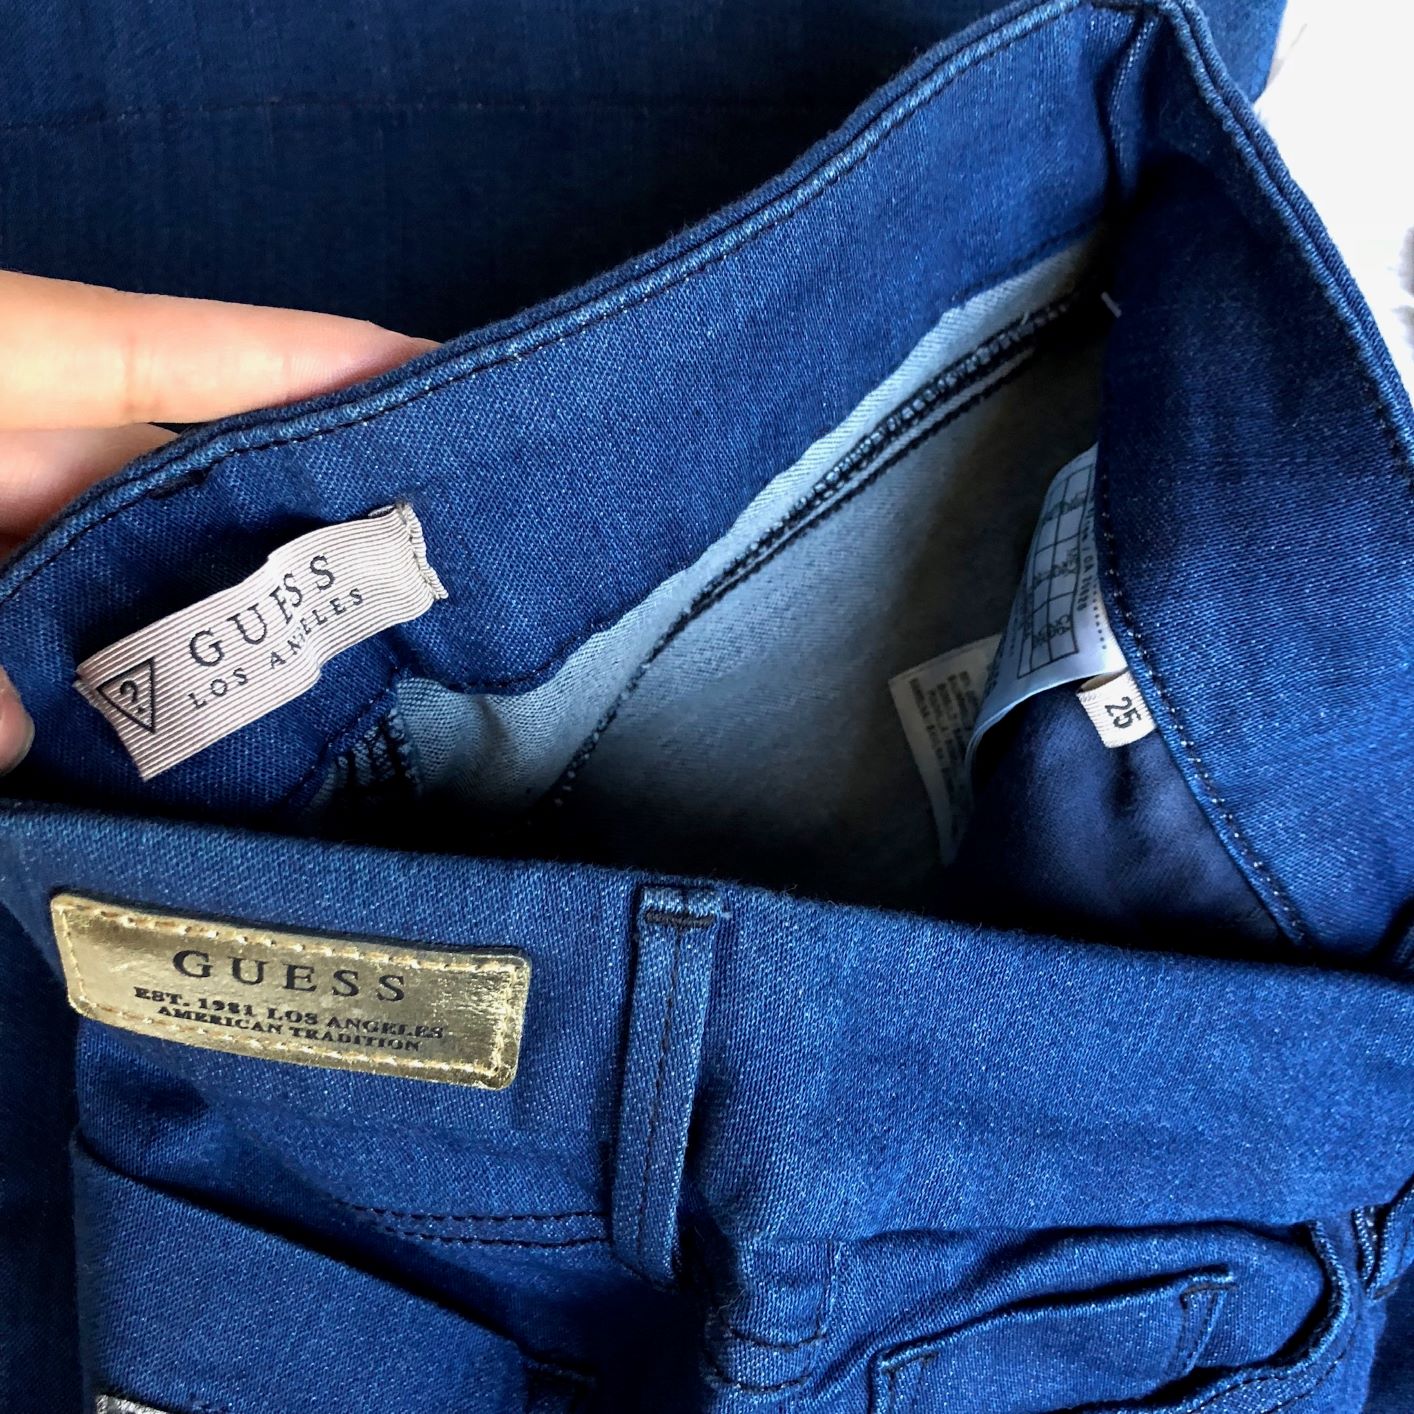 GUESS
LOS ANGELES
?
25
GUESS
EST. 1981 LOS ANGELES
AMERICAN TRADITION